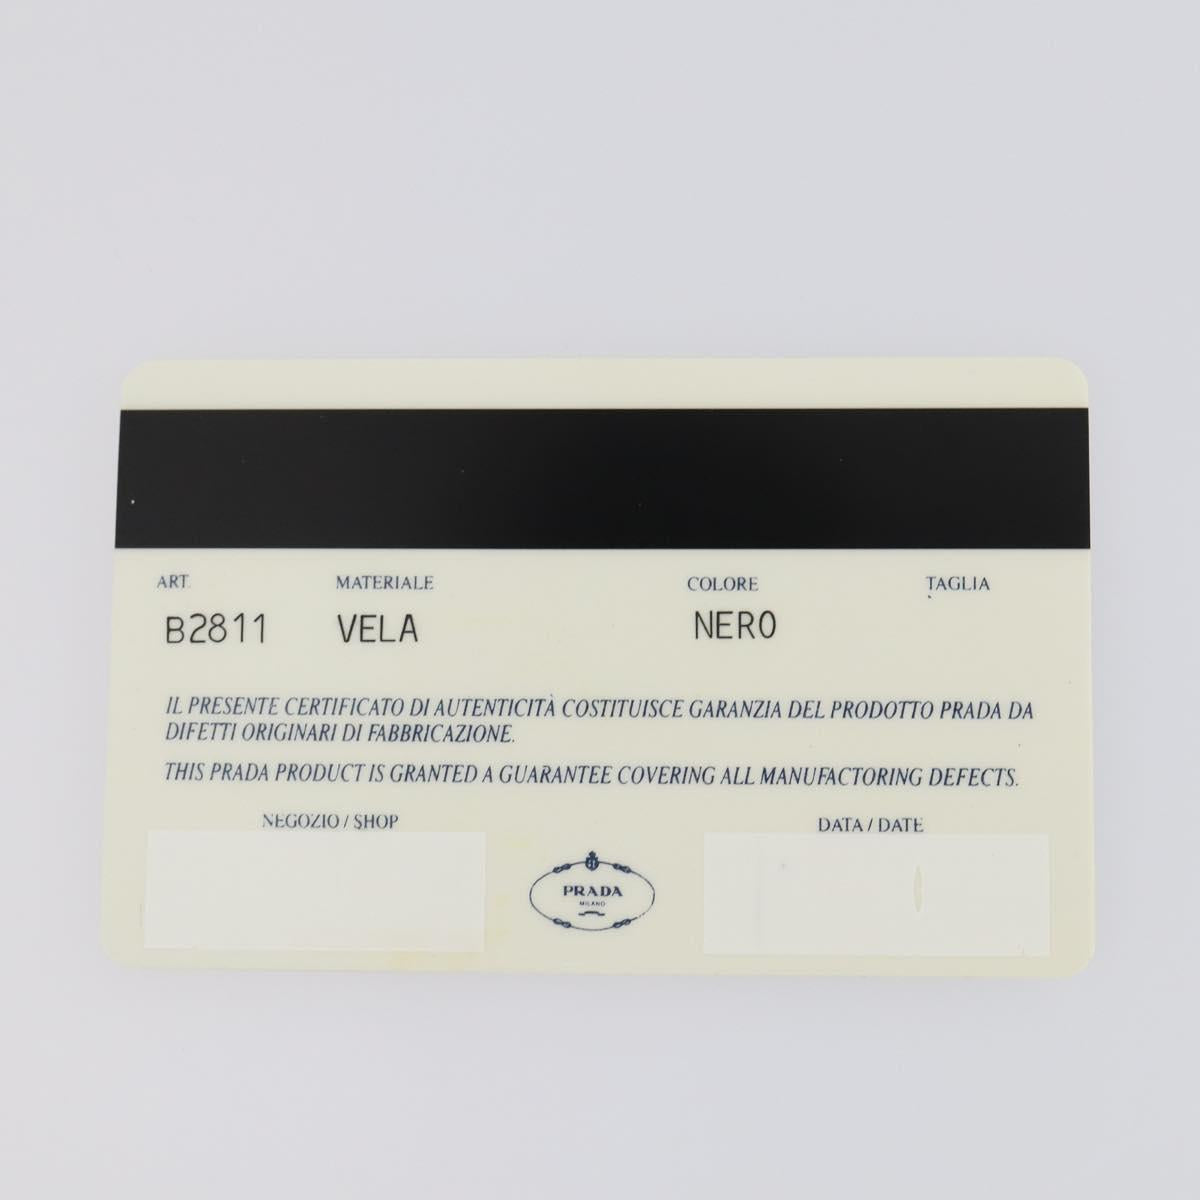 ART. MATERIALE COLORE TAGLIA
B2811 VELA NERO
IL PRESENTE CERTIFICATO DI AUTENTICITÀ COSTITUISCE GARANZIA DEL PRODOTTO PRADA DA
DIFETTI ORIGINARI DI FABBRICAZIONE.
THIS PRADA PRODUCT IS GRANTED A GUARANTEE COVERING ALL MANUFACTORING DEFECTS.
NEGOZIO / SHOP DATA / DATE
PRADA
MILANO